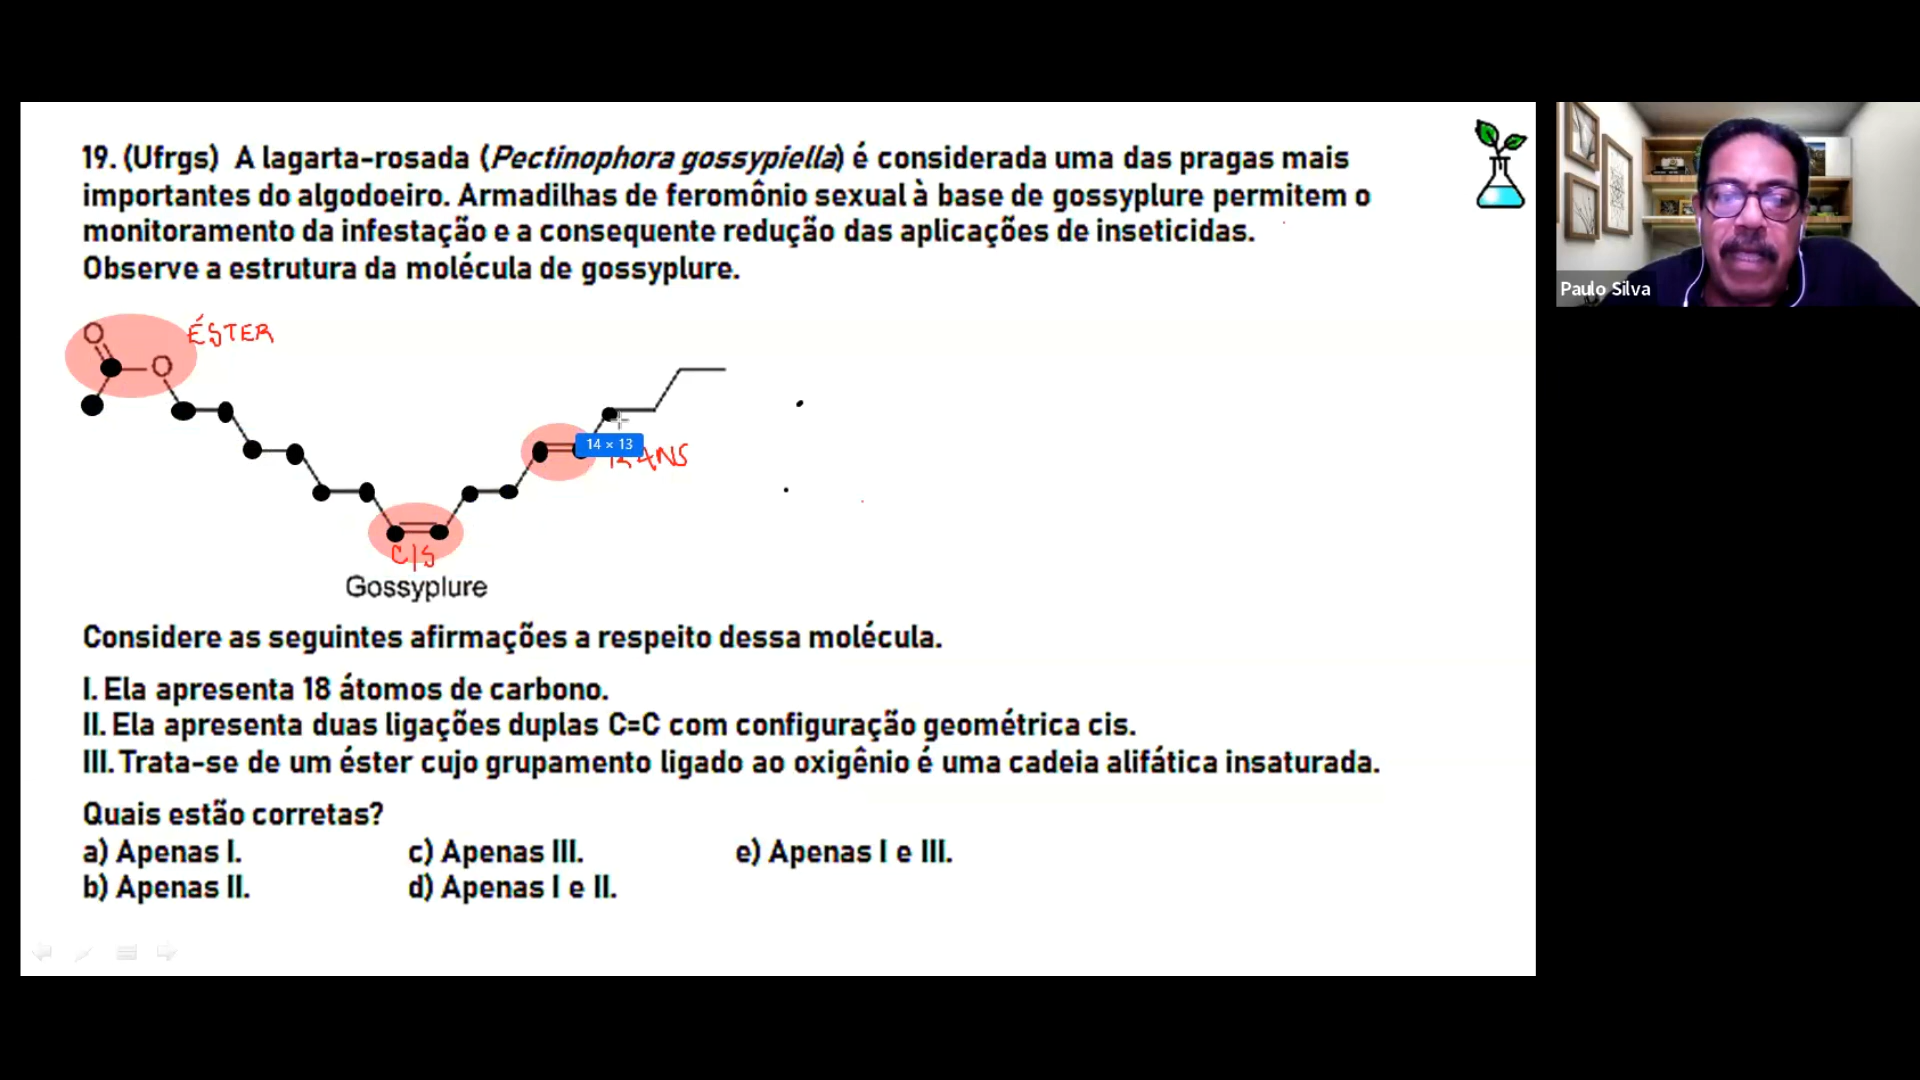 19. (Ufrgs) A lagarta-rosada (Pectinophora gossypiella) é considerada uma das pragas mais
importantes do algodoeiro. Armadilhas de feromônio sexual à base de gossyplure permitem o
monitoramento da infestação e a consequente redução das aplicações de inseticidas.
Observe a estrutura da molécula de gossyplure.
Paulo Silva
O
ÉSTER
O
14 × 13
CIS
Gossyplure
Considere as seguintes afirmações a respeito dessa molécula.
I. Ela apresenta 18 átomos de carbono.
II. Ela apresenta duas ligações duplas C=C com configuração geométrica cis.
III. Trata-se de um éster cujo grupamento ligado ao oxigênio é uma cadeia alifática insaturada.
Quais estão corretas?
a) Apenas I. c) Apenas III. e) Apenas I e III.
b) Apenas II. d) Apenas I e II.